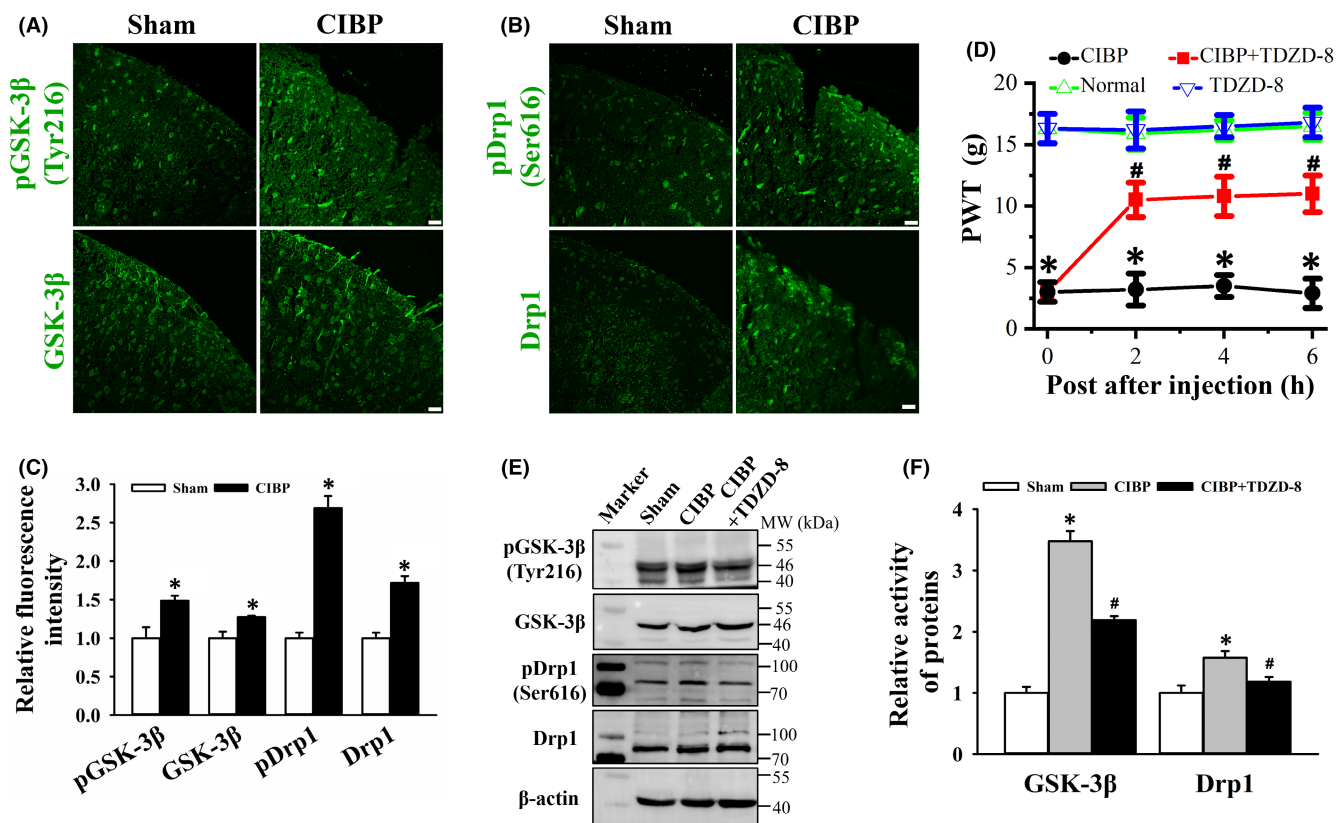 (A)
Sham CIBP
pGSK-3β
(Tyr216)
GSK-3β
(B)
Sham CIBP
pDrp1
(Ser616)
Drp1
(D)
CIBP CIBP+TDZD-8
Normal TDZD-8
20
15
10
5
0
PWT (g)
* * * *
# # #
0 2 4 6
Post after injection (h)
(C)
Sham CIBP
Relative fluorescence
intensity
3.0
2.5
2.0
1.5
1.0
0.5
0.0
* * * *
pGSK-3β GSK-3β pDrp1 Drp1
(E)
Marker Sham CIBP CIBP
+TDZD-8
MW (kDa)
pGSK-3β
(Tyr216)
55
46
40
GSK-3β
55
46
40
pDrp1
(Ser616)
100
70
Drp1
100
70
β-actin
55
40
(F)
Sham CIBP CIBP+TDZD-8
Relative activity
of proteins
4
3
2
1
0
* # * #
GSK-3β Drp1